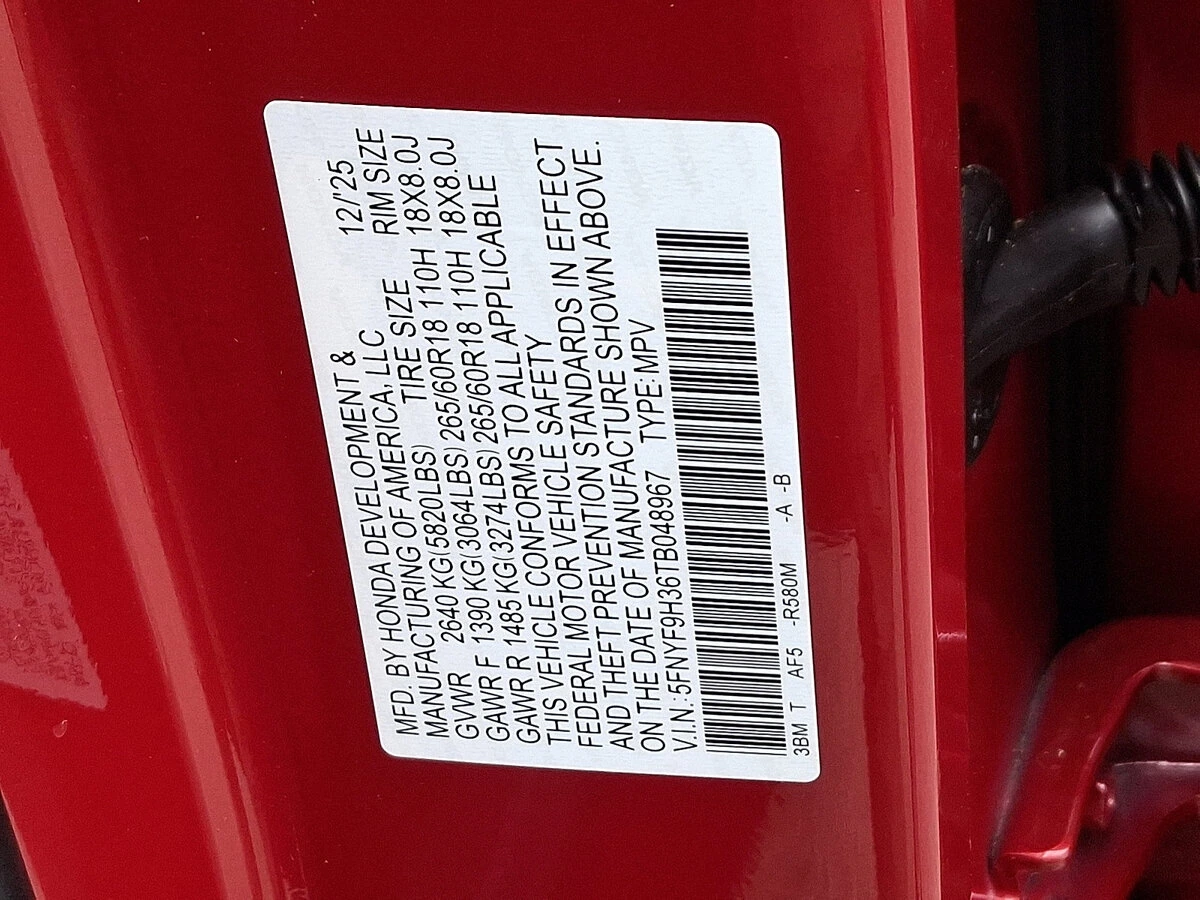 MFD. BY HONDA DEVELOPMENT & 12/'25
MANUFACTURING OF AMERICA, LLC RIM SIZE
GVWR 2640 KG(5820LBS) TIRE SIZE 18X8.0J
GAWR F 1390 KG(3064LBS) 265/60R18 110H 18X8.0J
GAWR R 1485 KG(3274LBS) 265/60R18 110H
THIS VEHICLE CONFORMS TO ALL APPLICABLE
FEDERAL MOTOR VEHICLE SAFETY
AND THEFT PREVENTION STANDARDS IN EFFECT
ON THE DATE OF MANUFACTURE SHOWN ABOVE.
V.I.N.:5FNYF9H36TB048967 TYPE:MPV
3BM T AF5 -R580M -A -B